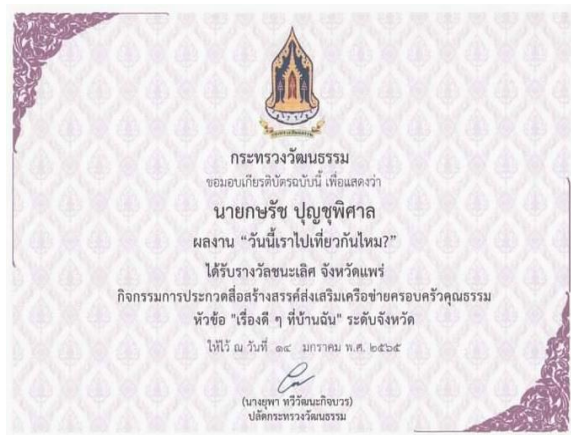 กระทรวงวัฒนธรรม
ขอมอบเกียรติบัตรฉบับนี้ เพื่อแสดงว่า
นายกษรัช ปุญชุพิศาล
ผลงาน “วันนี้เราไปเที่ยวกันไหม?”
ได้รับรางวัลชนะเลิศ จังหวัดแพร่
กิจกรรมการประกวดสื่อสร้างสรรค์ส่งเสริมเครือข่ายครอบครัวคุณธรรม
หัวข้อ "เรื่องดี ๆ ที่บ้านฉัน" ระดับจังหวัด
ให้ไว้ ณ วันที่ ๑๔ มกราคม พ.ศ. ๒๕๖๕
(นางยุพา ทวีวัฒนะกิจบวร)
ปลัดกระทรวงวัฒนธรรม